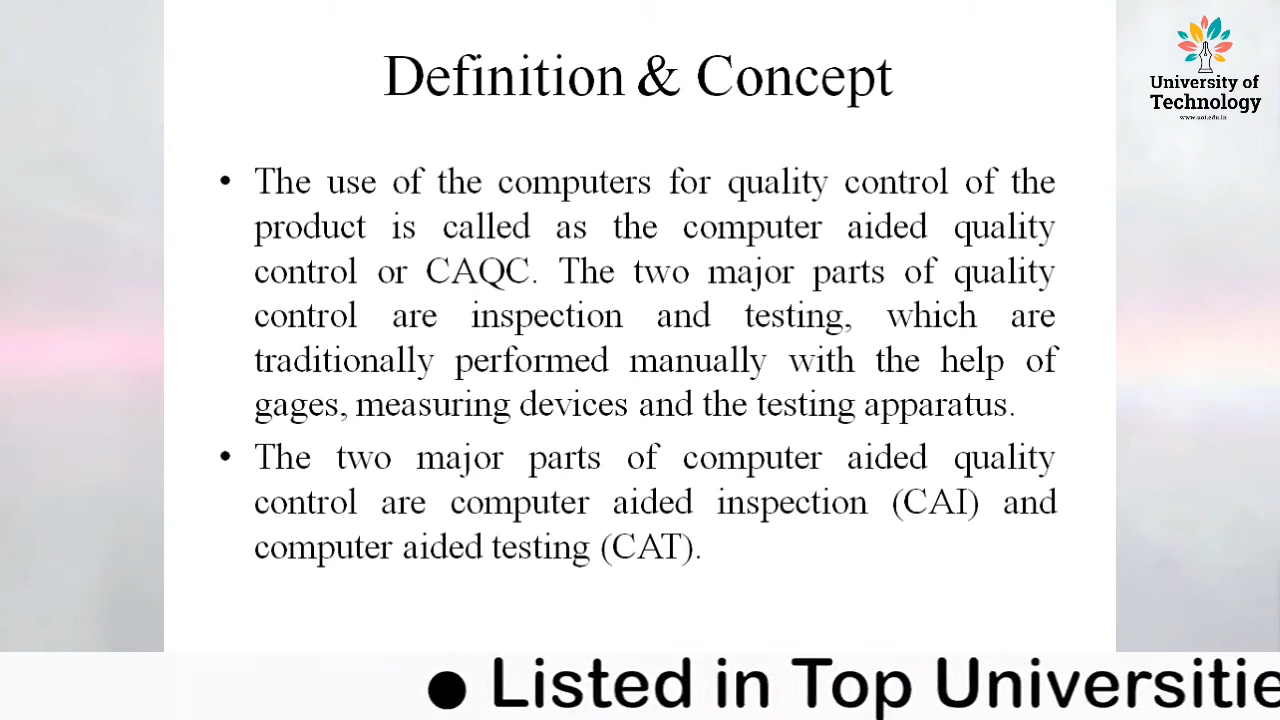 Definition & Concept
University of
Technology
www.uot.edu.in
• The use of the computers for quality control of the
product is called as the computer aided quality
control or CAQC. The two major parts of quality
control are inspection and testing, which are
traditionally performed manually with the help of
gages, measuring devices and the testing apparatus.
• The two major parts of computer aided quality
control are computer aided inspection (CAI) and
computer aided testing (CAT).
● Listed in Top Universitie